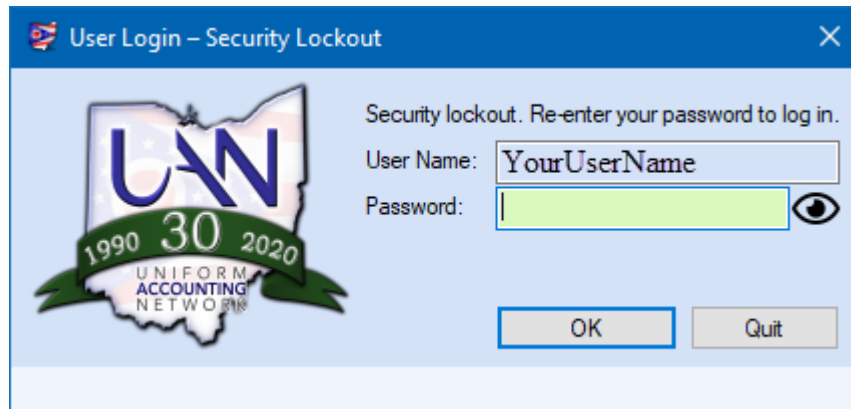 User Login – Security Lockout
Security lockout. Re-enter your password to log in.
User Name: YourUserName
Password:
UAN
1990 30 2020
UNIFORM
ACCOUNTING
NETWORK
OK Quit